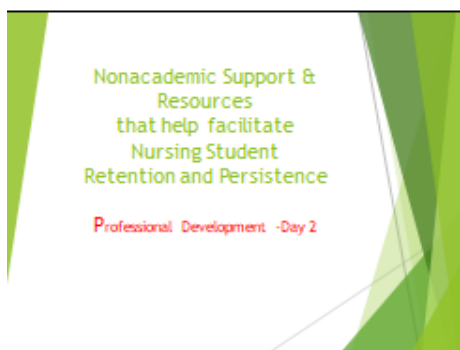 Nonacademic Support &
Resources
that help facilitate
Nursing Student
Retention and Persistence
Professional Development -Day 2